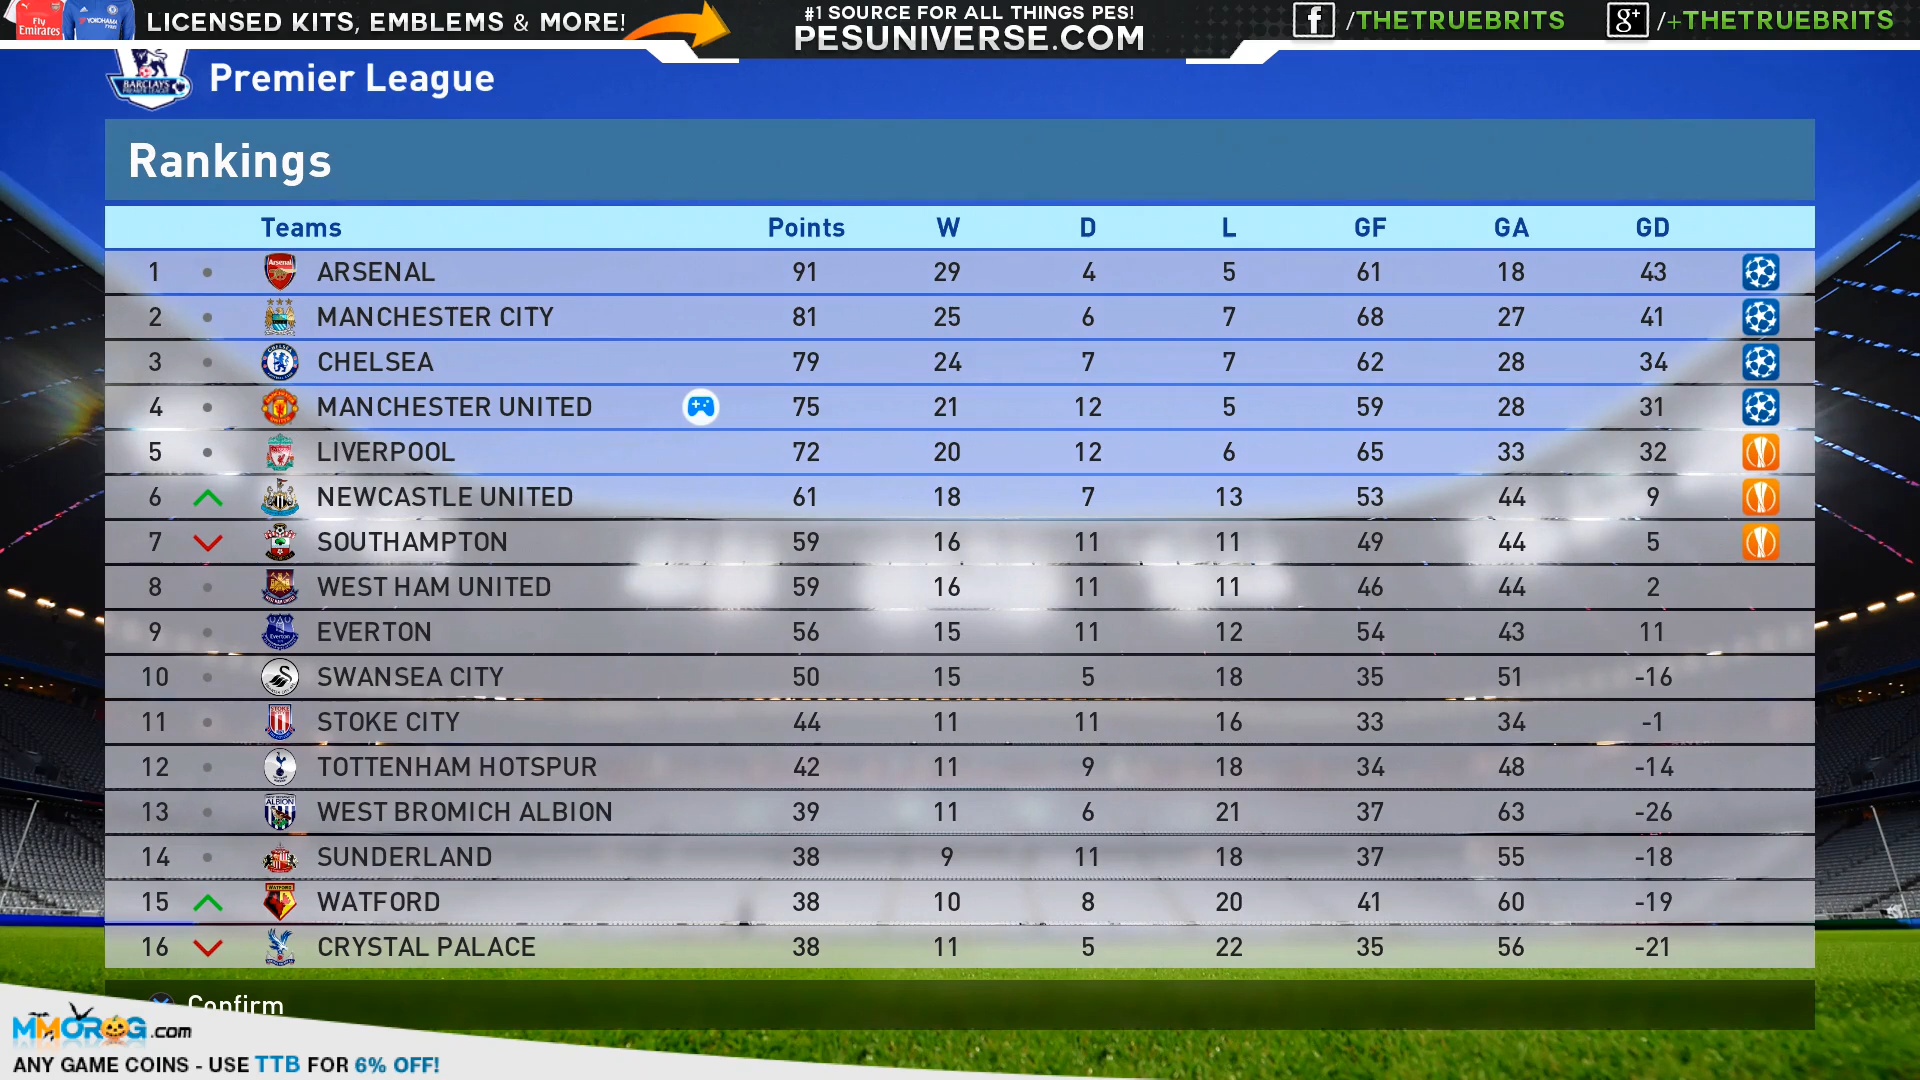 Fly
Emirates
YOKOHAMA
LICENSED KITS, EMBLEMS & MORE!
#1 SOURCE FOR ALL THINGS PES!
PESUNIVERSE.COM
f /THETRUEBRITS
g+ /+THETRUEBRITS
BARCLAYS
Premier League
Rankings
Teams Points W D L GF GA GD
1 Arsenal ARSENAL 91 29 4 5 61 18 43
2 MANCHESTER CITY 81 25 6 7 68 27 41
3 CHELSEA 79 24 7 7 62 28 34
4 MANCHESTER UNITED 75 21 12 5 59 28 31
5 LIVERPOOL 72 20 12 6 65 33 32
6 NEWCASTLE UNITED 61 18 7 13 53 44 9
7 SOUTHAMPTON 59 16 11 11 49 44 5
8 WEST HAM UNITED 59 16 11 11 46 44 2
9 Everton EVERTON 56 15 11 12 54 43 11
10 SWANSEA CITY 50 15 5 18 35 51 -16
11 STOKE STOKE CITY 44 11 11 16 33 34 -1
12 TOTTENHAM HOTSPUR 42 11 9 18 34 48 -14
13 ALBION WEST BROMICH ALBION 39 11 6 21 37 63 -26
14 SUNDERLAND 38 9 11 18 37 55 -18
15 WATFORD WATFORD 38 10 8 20 41 60 -19
16 CRYSTAL PALACE 38 11 5 22 35 56 -21
Confirm
MMOROG.com
ANY GAME COINS - USE TTB FOR 6% OFF!